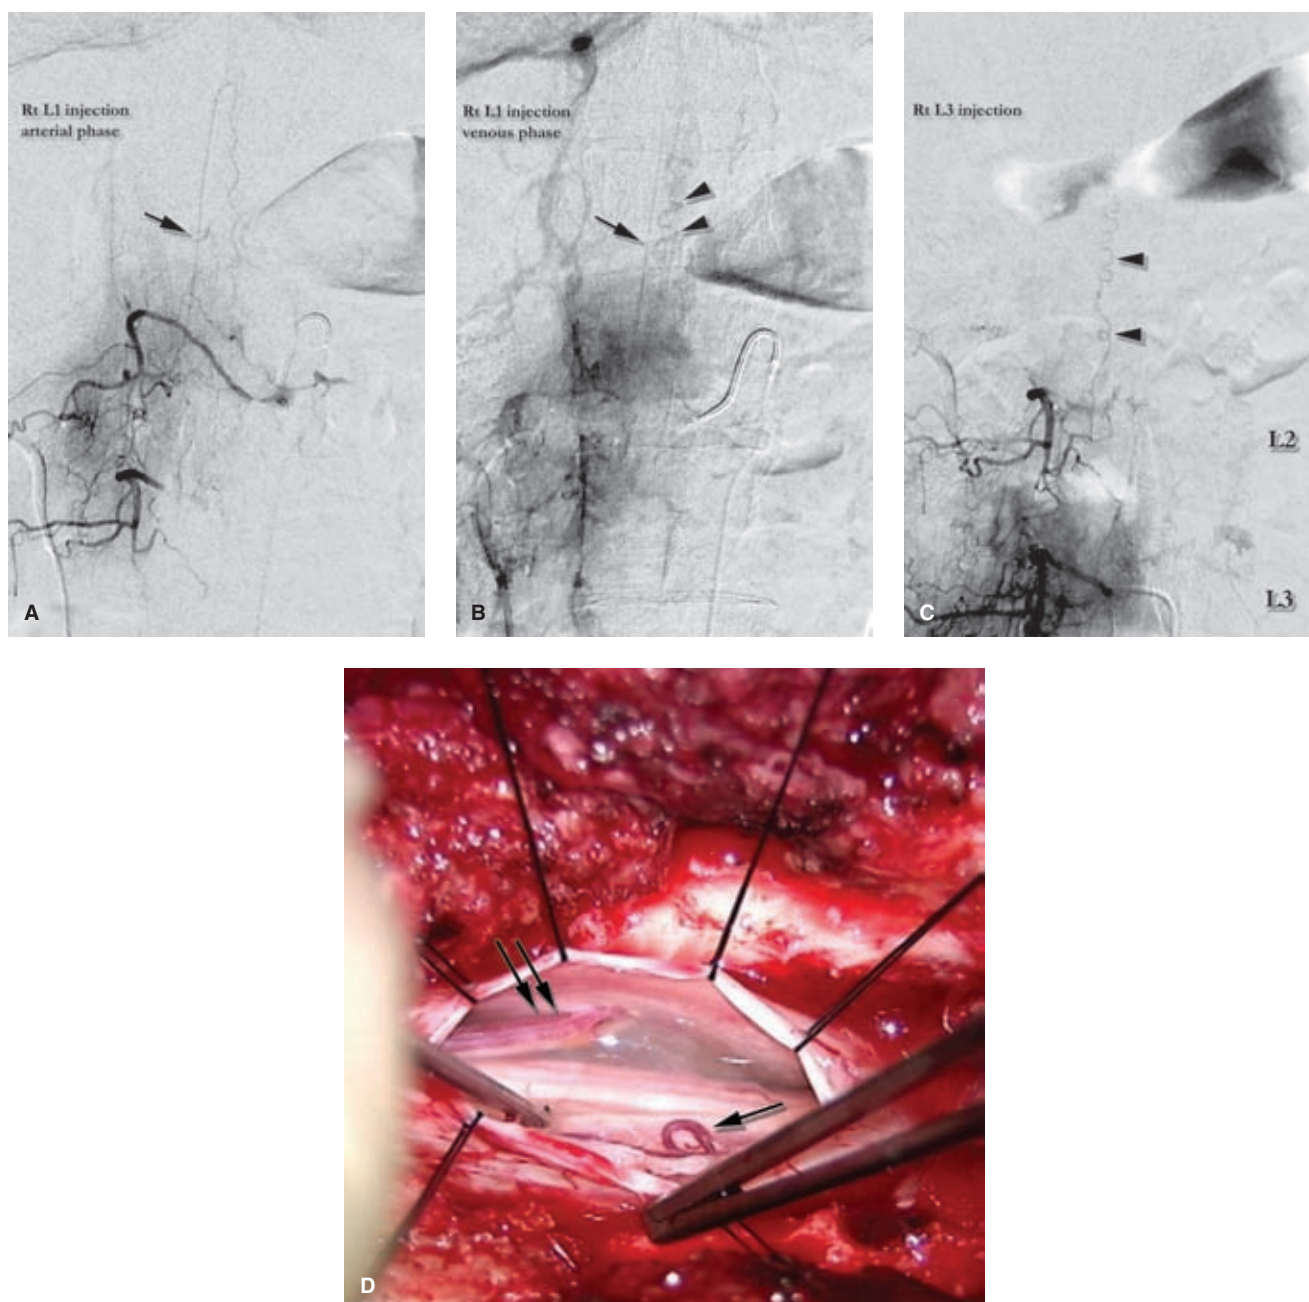 Rt L1 injection
arterial phase
A
Rt L1 injection
venous phase
B
Rt L3 injection
L2
L3
C
D